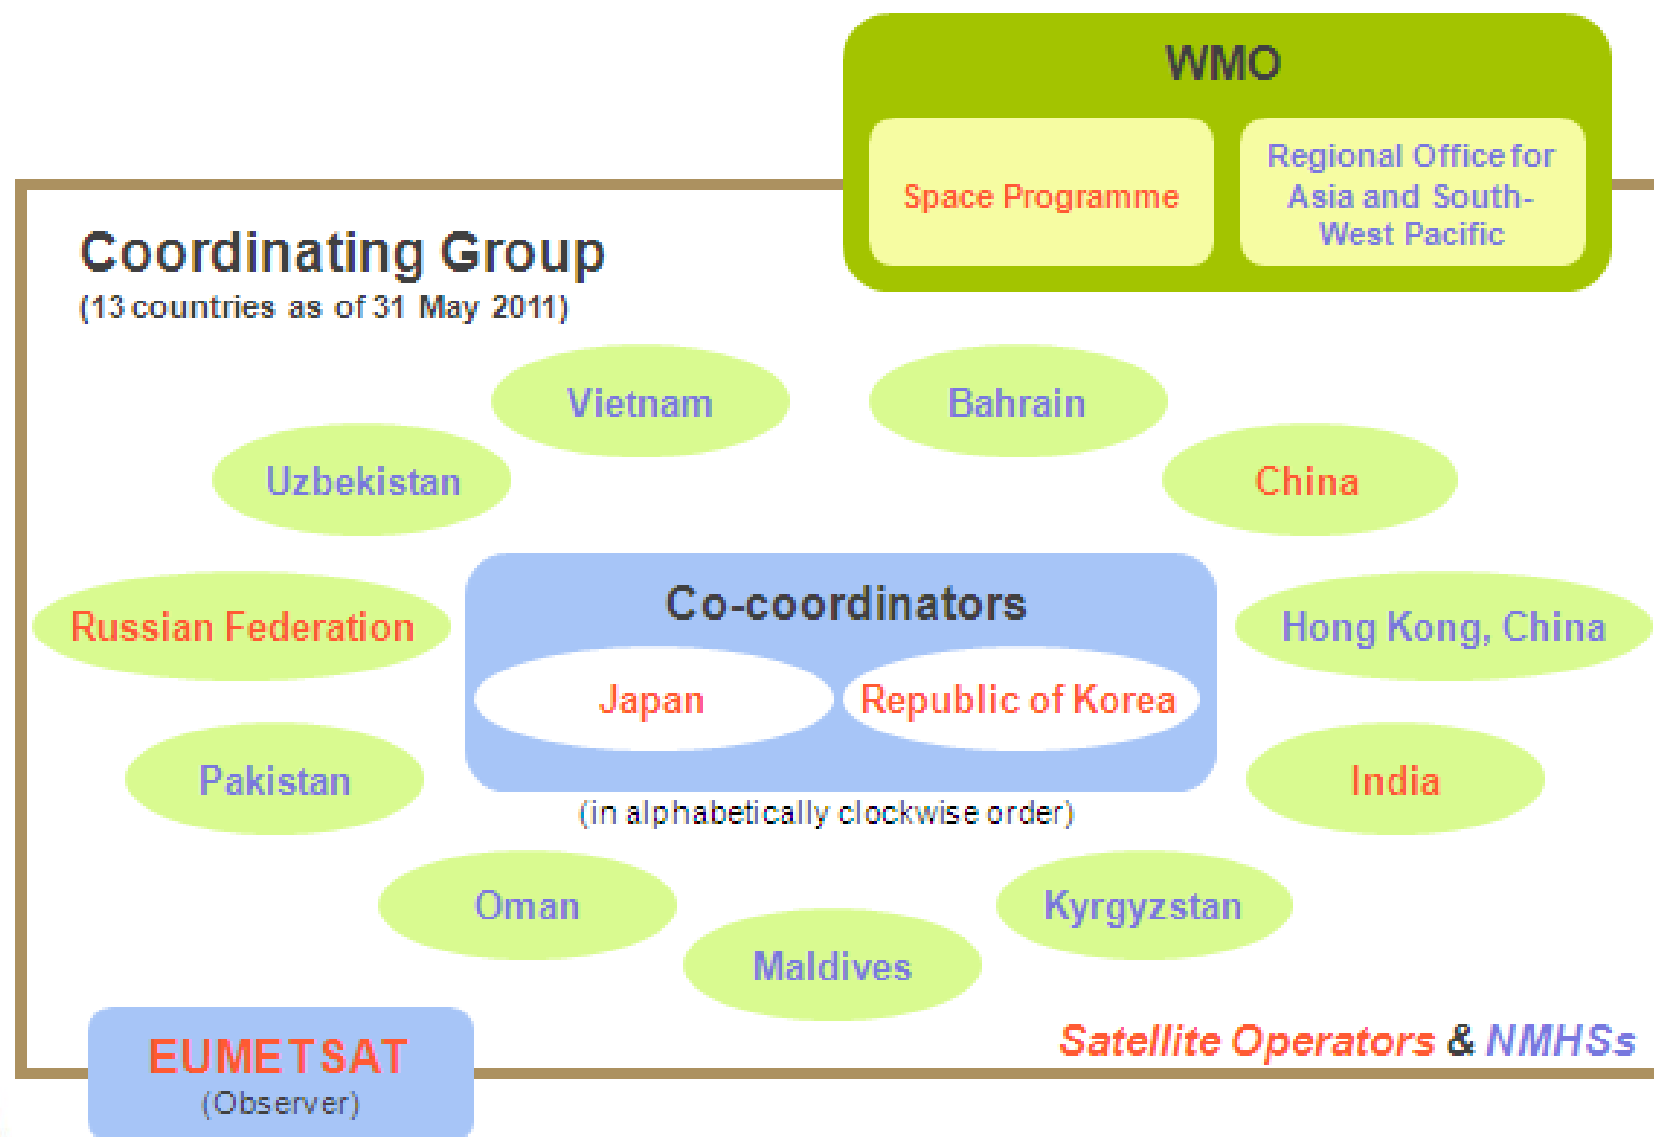 WMO
Space Programme
Regional Office for
Asia and South-
West Pacific
Coordinating Group
(13 countries as of 31 May 2011)
Vietnam
Bahrain
Uzbekistan
China
Co-coordinators
Russian Federation
Hong Kong, China
Japan
Republic of Korea
Pakistan
India
(in alphabetically clockwise order)
Oman
Kyrgyzstan
Maldives
Satellite Operators & NMHSs
EUMETSAT
(Observer)